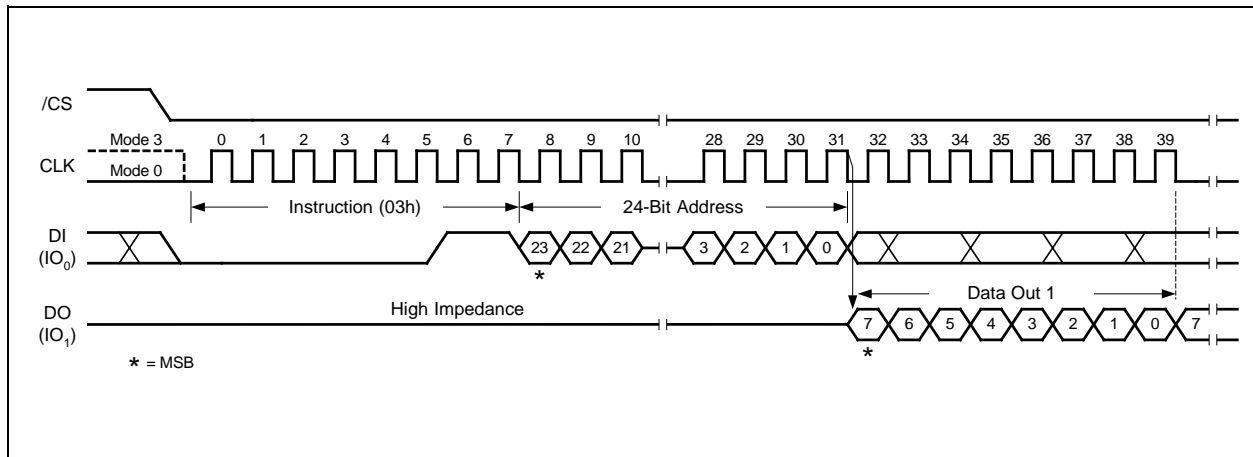 /CS
Mode 3 0 1 2 3 4 5 6 7 8 9 10 28 29 30 31 32 33 34 35 36 37 38 39
CLK Mode 0
Instruction (03h) 24-Bit Address
DI
(IO0) 23 22 21 3 2 1 0
*
Data Out 1
DO High Impedance
(IO1) 7 6 5 4 3 2 1 0 7
*
* = MSB